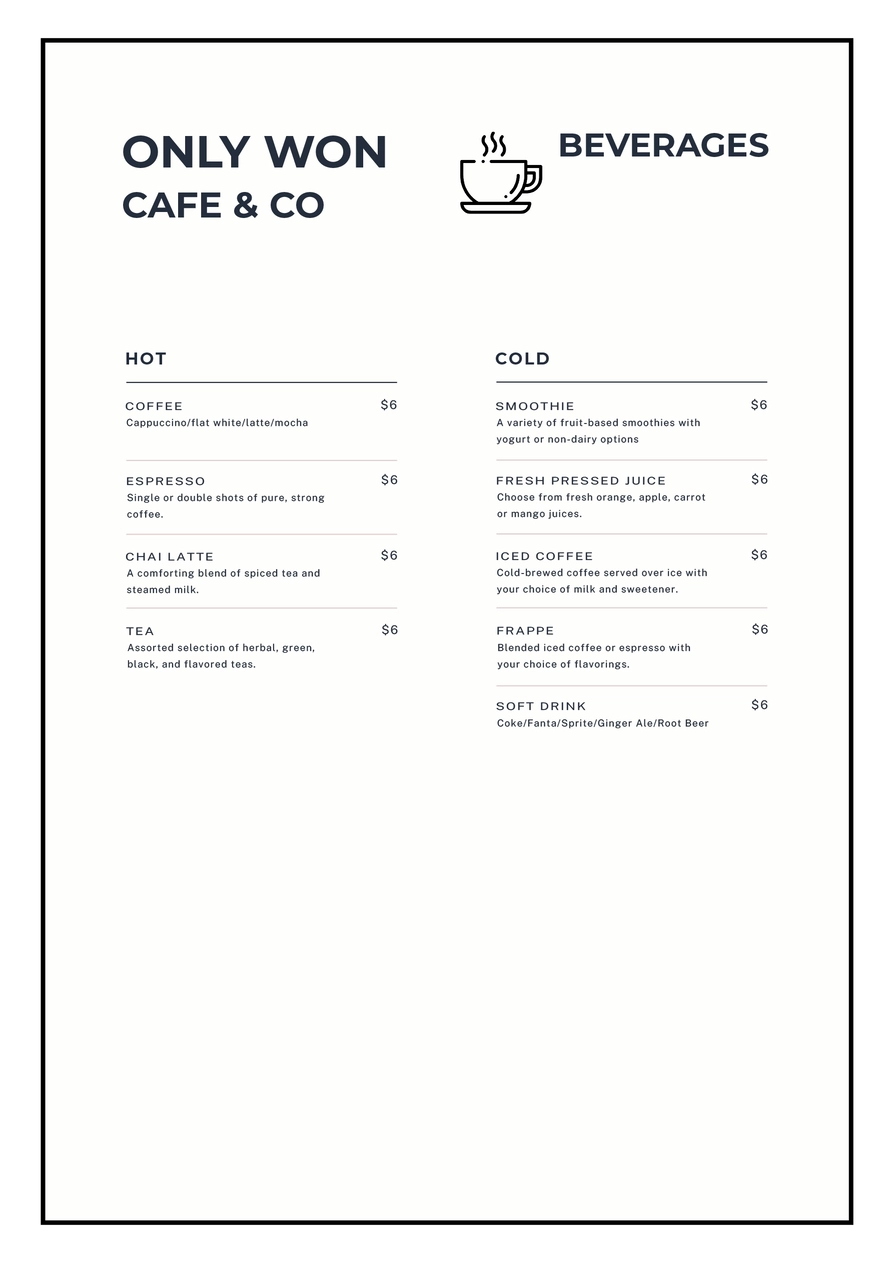 ONLY WON
CAFE & CO
BEVERAGES
HOT
COFFEE $6
Cappuccino/flat white/latte/mocha
ESPRESSO $6
Single or double shots of pure, strong
coffee.
CHAI LATTE $6
A comforting blend of spiced tea and
steamed milk.
TEA $6
Assorted selection of herbal, green,
black, and flavored teas.
COLD
SMOOTHIE $6
A variety of fruit-based smoothies with
yogurt or non-dairy options
FRESH PRESSED JUICE $6
Choose from fresh orange, apple, carrot
or mango juices.
ICED COFFEE $6
Cold-brewed coffee served over ice with
your choice of milk and sweetener.
FRAPPE $6
Blended iced coffee or espresso with
your choice of flavorings.
SOFT DRINK $6
Coke/Fanta/Sprite/Ginger Ale/Root Beer